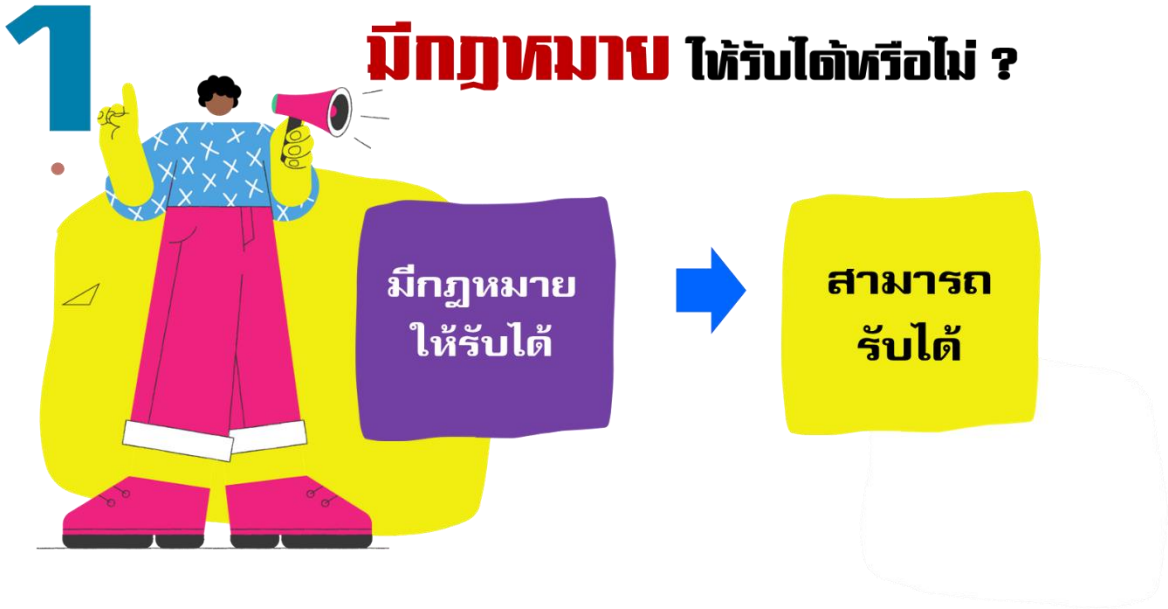 1
มีกฎหมาย ให้รับได้หรือไม่ ?
มีกฎหมาย
ให้รับได้
สามารถ
รับได้